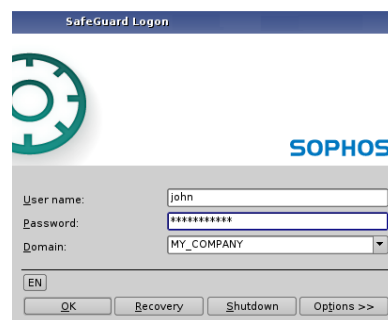 SafeGuard Logon
SOPHOS
User name: john
Password: ***********
Domain: MY_COMPANY
EN
OK Recovery Shutdown Options >>